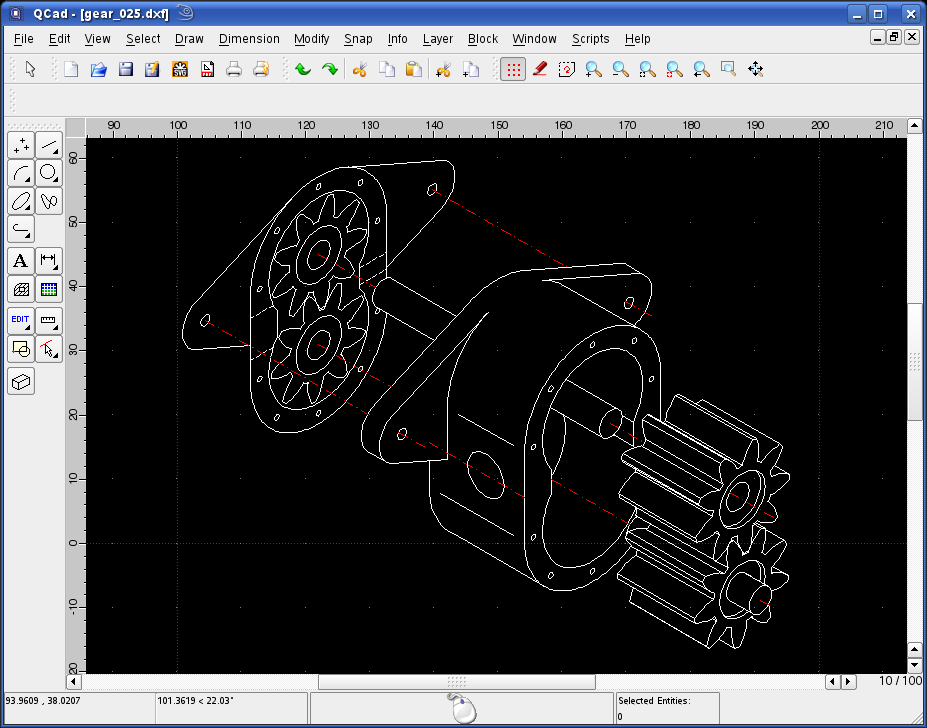 QCad - [gear_025.dxf]
File Edit View Select Draw Dimension Modify Snap Info Layer Block Window Scripts Help
SVG
90 100 110 120 130 140 150 160 170 180 190 200 210
60
50
40
30
20
10
0
-10
-20
A
EDIT
10 / 100
93.9609 , 38.0207
101.3619 < 22.03°
Selected Entities:
0